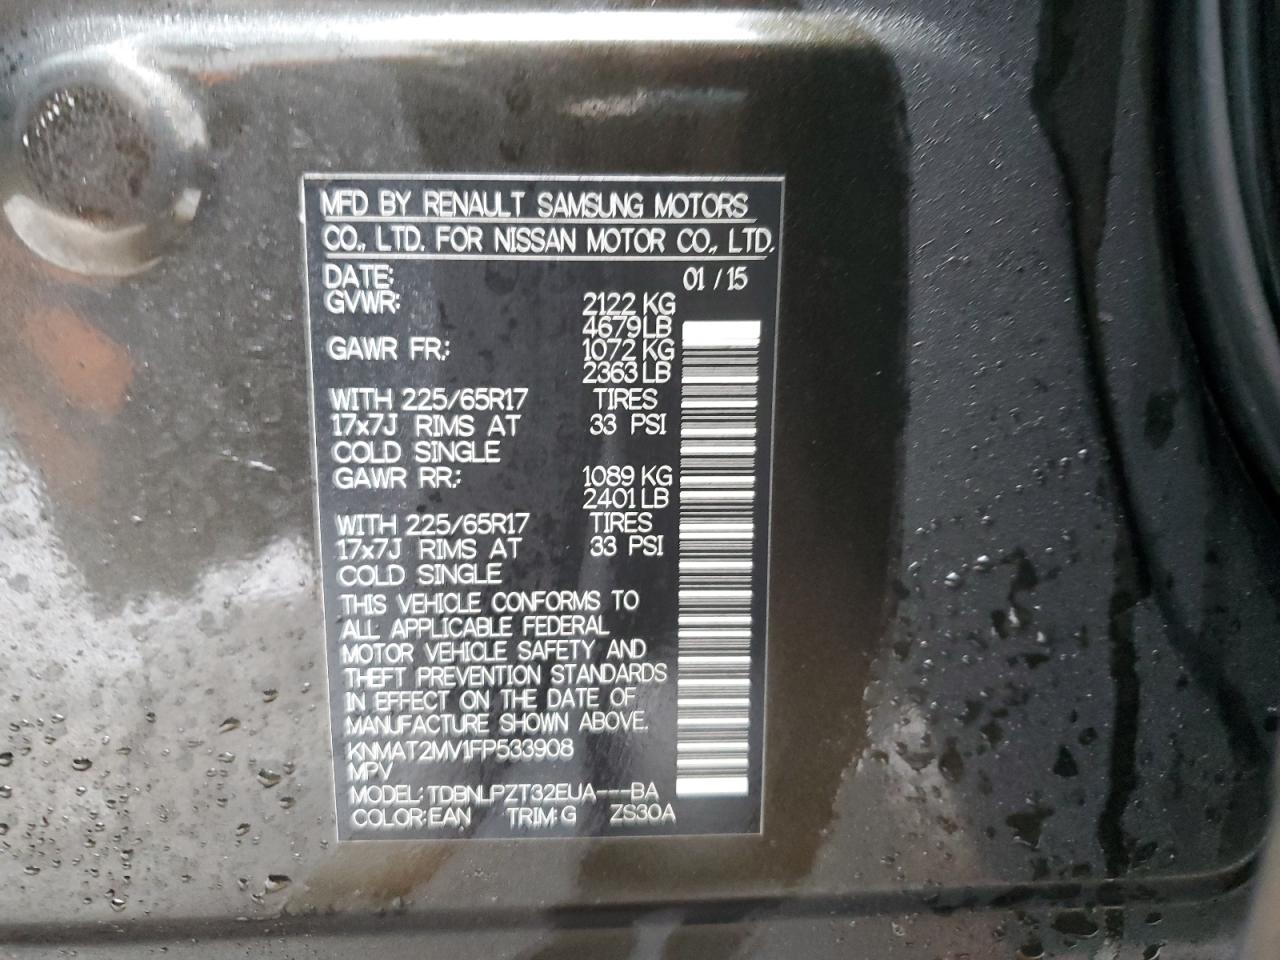 MFD BY RENAULT SAMSUNG MOTORS
CO., LTD. FOR NISSAN MOTOR CO., LTD.
DATE: 01 / 15
GVWR: 2122 KG
4679 LB
GAWR FR.: 1072 KG
2363 LB
WITH 225/65R17 TIRES
17x7J RIMS AT 33 PSI
COLD SINGLE
GAWR RR.: 1089 KG
2401 LB
WITH 225/65R17 TIRES
17x7J RIMS AT 33 PSI
COLD SINGLE
THIS VEHICLE CONFORMS TO
ALL APPLICABLE FEDERAL
MOTOR VEHICLE SAFETY AND
THEFT PREVENTION STANDARDS
IN EFFECT ON THE DATE OF
MANUFACTURE SHOWN ABOVE.
KNMAT2MV1FP533908
MPV
MODEL: TDBNLPZT32EUA---BA
COLOR: EAN TRIM: G ZS30A